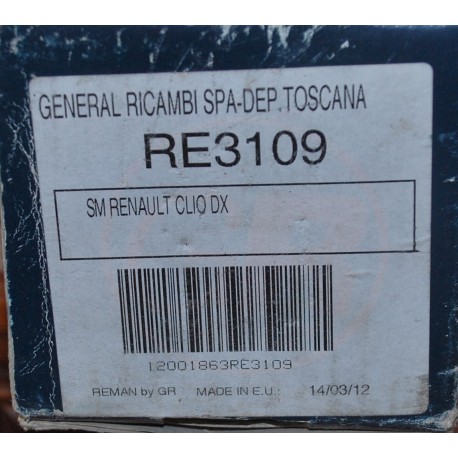 GENERAL RICAMBI SPA-DEP.TOSCANA
RE3109
SM RENAULT CLIO DX
12001863RE3109
REMAN by GR MADE IN E.U.: 14/03/12